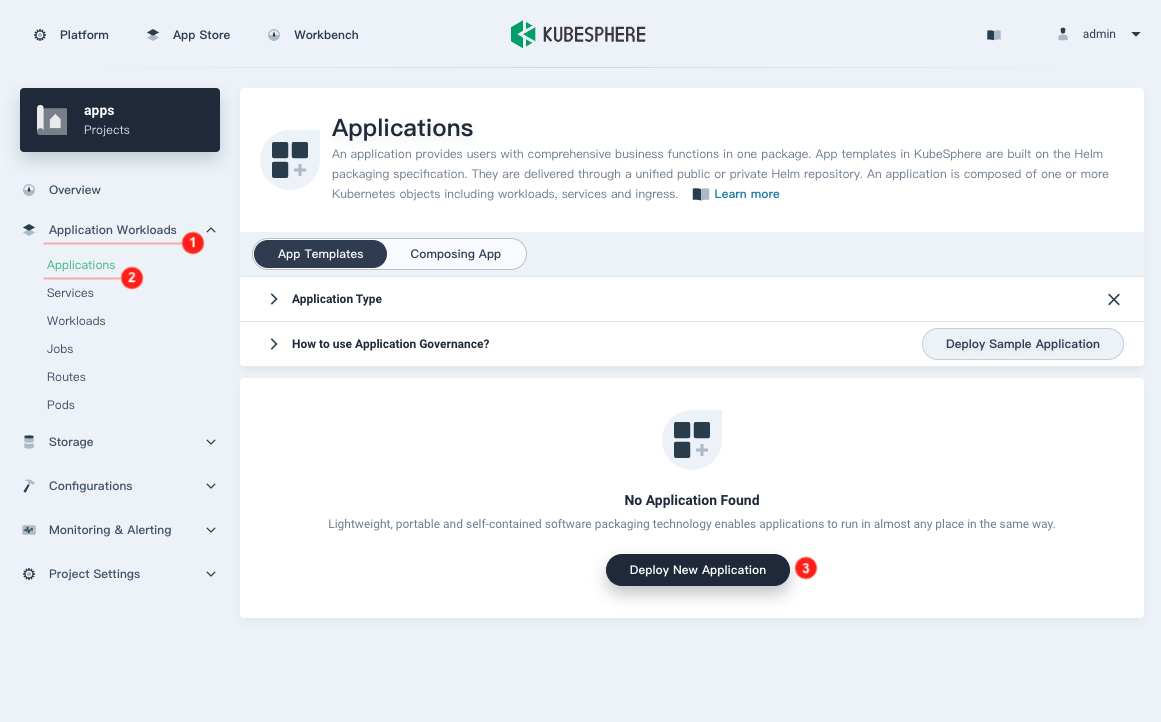 Platform
App Store
Workbench
KUBESPHERE
admin
apps
Projects
Overview
Application Workloads
1
Applications
2
Services
Workloads
Jobs
Routes
Pods
Storage
Configurations
Monitoring & Alerting
Project Settings
Applications
An application provides users with comprehensive business functions in one package. App templates in KubeSphere are built on the Helm
packaging specification. They are delivered through a unified public or private Helm repository. An application is composed of one or more
Kubernetes objects including workloads, services and ingress. Learn more
App Templates
Composing App
Application Type
How to use Application Governance?
Deploy Sample Application
No Application Found
Lightweight, portable and self-contained software packaging technology enables applications to run in almost any place in the same way.
Deploy New Application
3